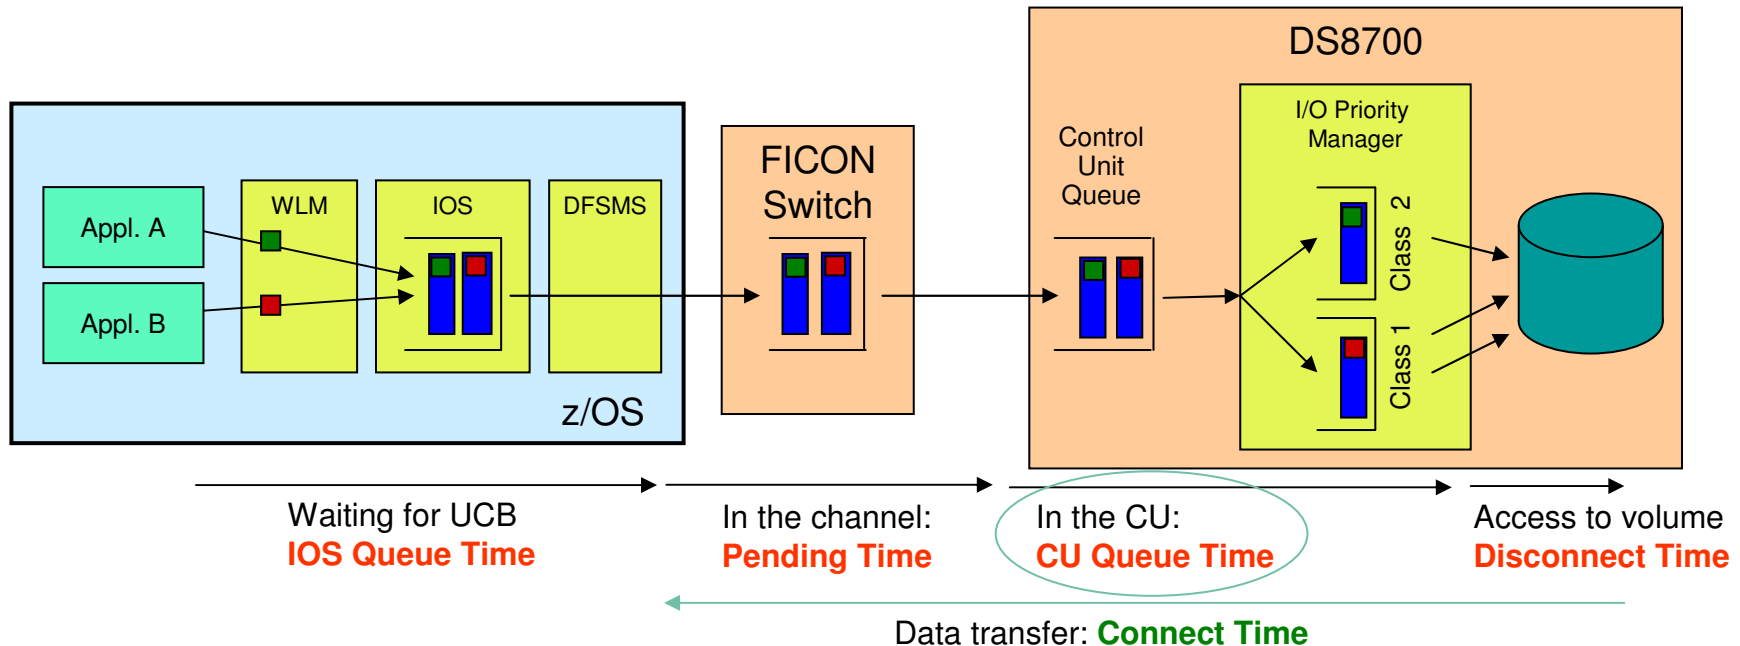 DS8700
I/O Priority
Manager
Control
Unit
Queue
FICON
Switch
WLM
IOS
DFSMS
Appl. A
Appl. B
Class 2
Class 1
z/OS
Waiting for UCB
IOS Queue Time
In the channel:
Pending Time
In the CU:
CU Queue Time
Access to volume
Disconnect Time
Data transfer: Connect Time